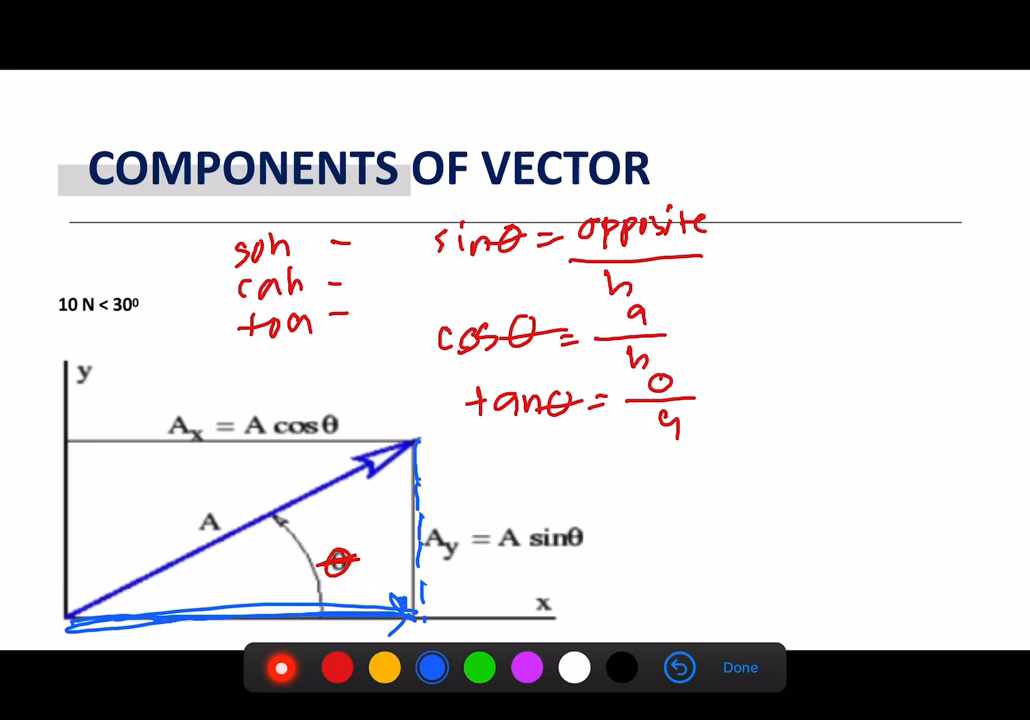 COMPONENTS OF VECTOR
soh - sinθ = opposite / h
cah -
10 N < 30⁰
toa -
cosθ = a / h
tanθ = o / a
y
Aₓ = A cosθ
A
θ
Aᵧ = A sinθ
x
Done